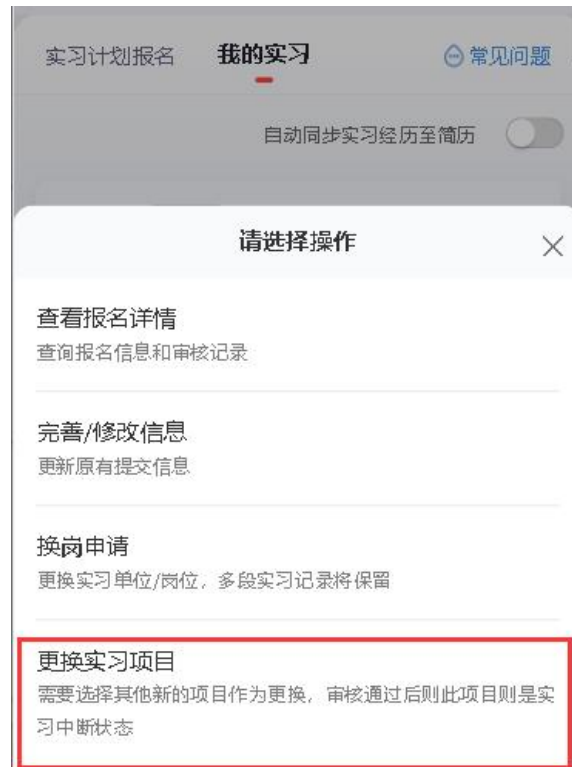 实习计划报名 我的实习 常见问题
自动同步实习经历至简历
请选择操作
查看报名详情
查询报名信息和审核记录
完善/修改信息
更新原有提交信息
换岗申请
更换实习单位/岗位，多段实习记录将保留
更换实习项目
需要选择其他新的项目作为更换，审核通过后则此项目则是实
习中断状态